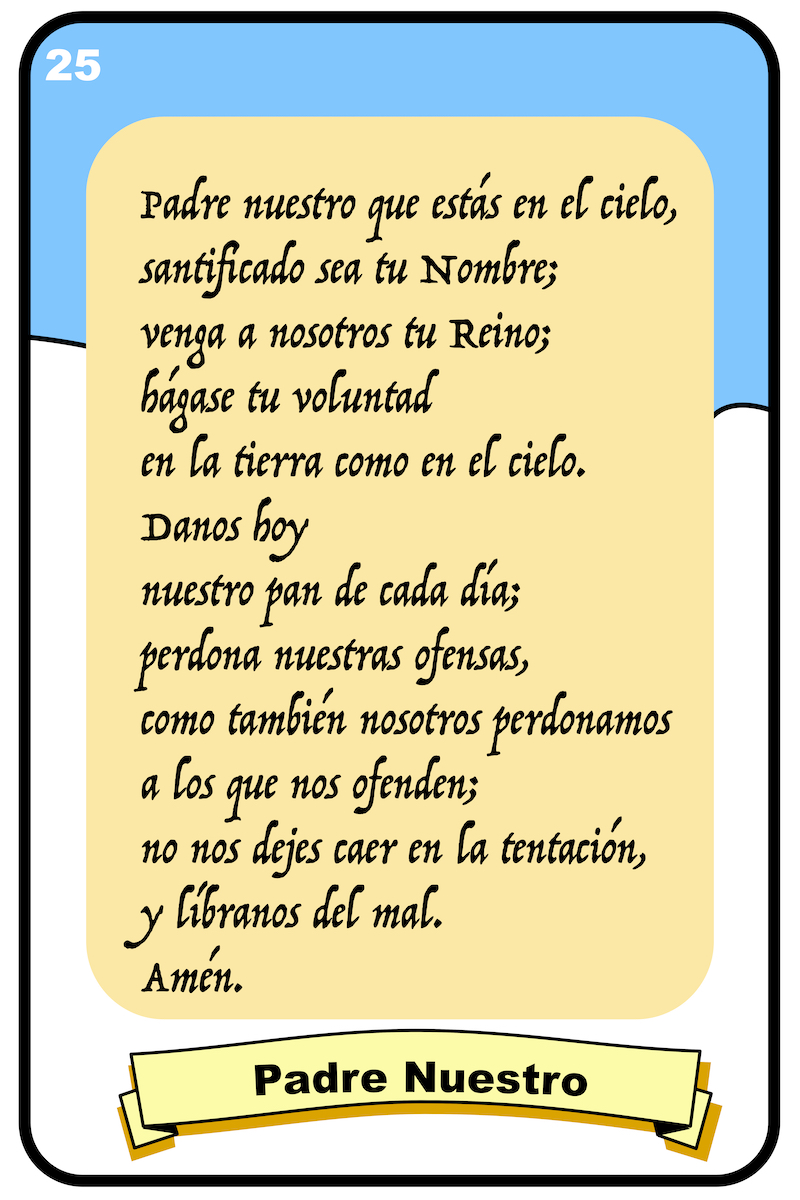 25
Padre nuestro que estás en el cielo,
santificado sea tu Nombre;
venga a nosotros tu Reino;
hágase tu voluntad
en la tierra como en el cielo.
Danos hoy
nuestro pan de cada día;
perdona nuestras ofensas,
como también nosotros perdonamos
a los que nos ofenden;
no nos dejes caer en la tentación,
y líbranos del mal.
Amén.
Padre Nuestro